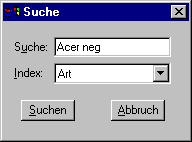 Suche
Suche: Acer neg
Index: Art
Suchen Abbruch